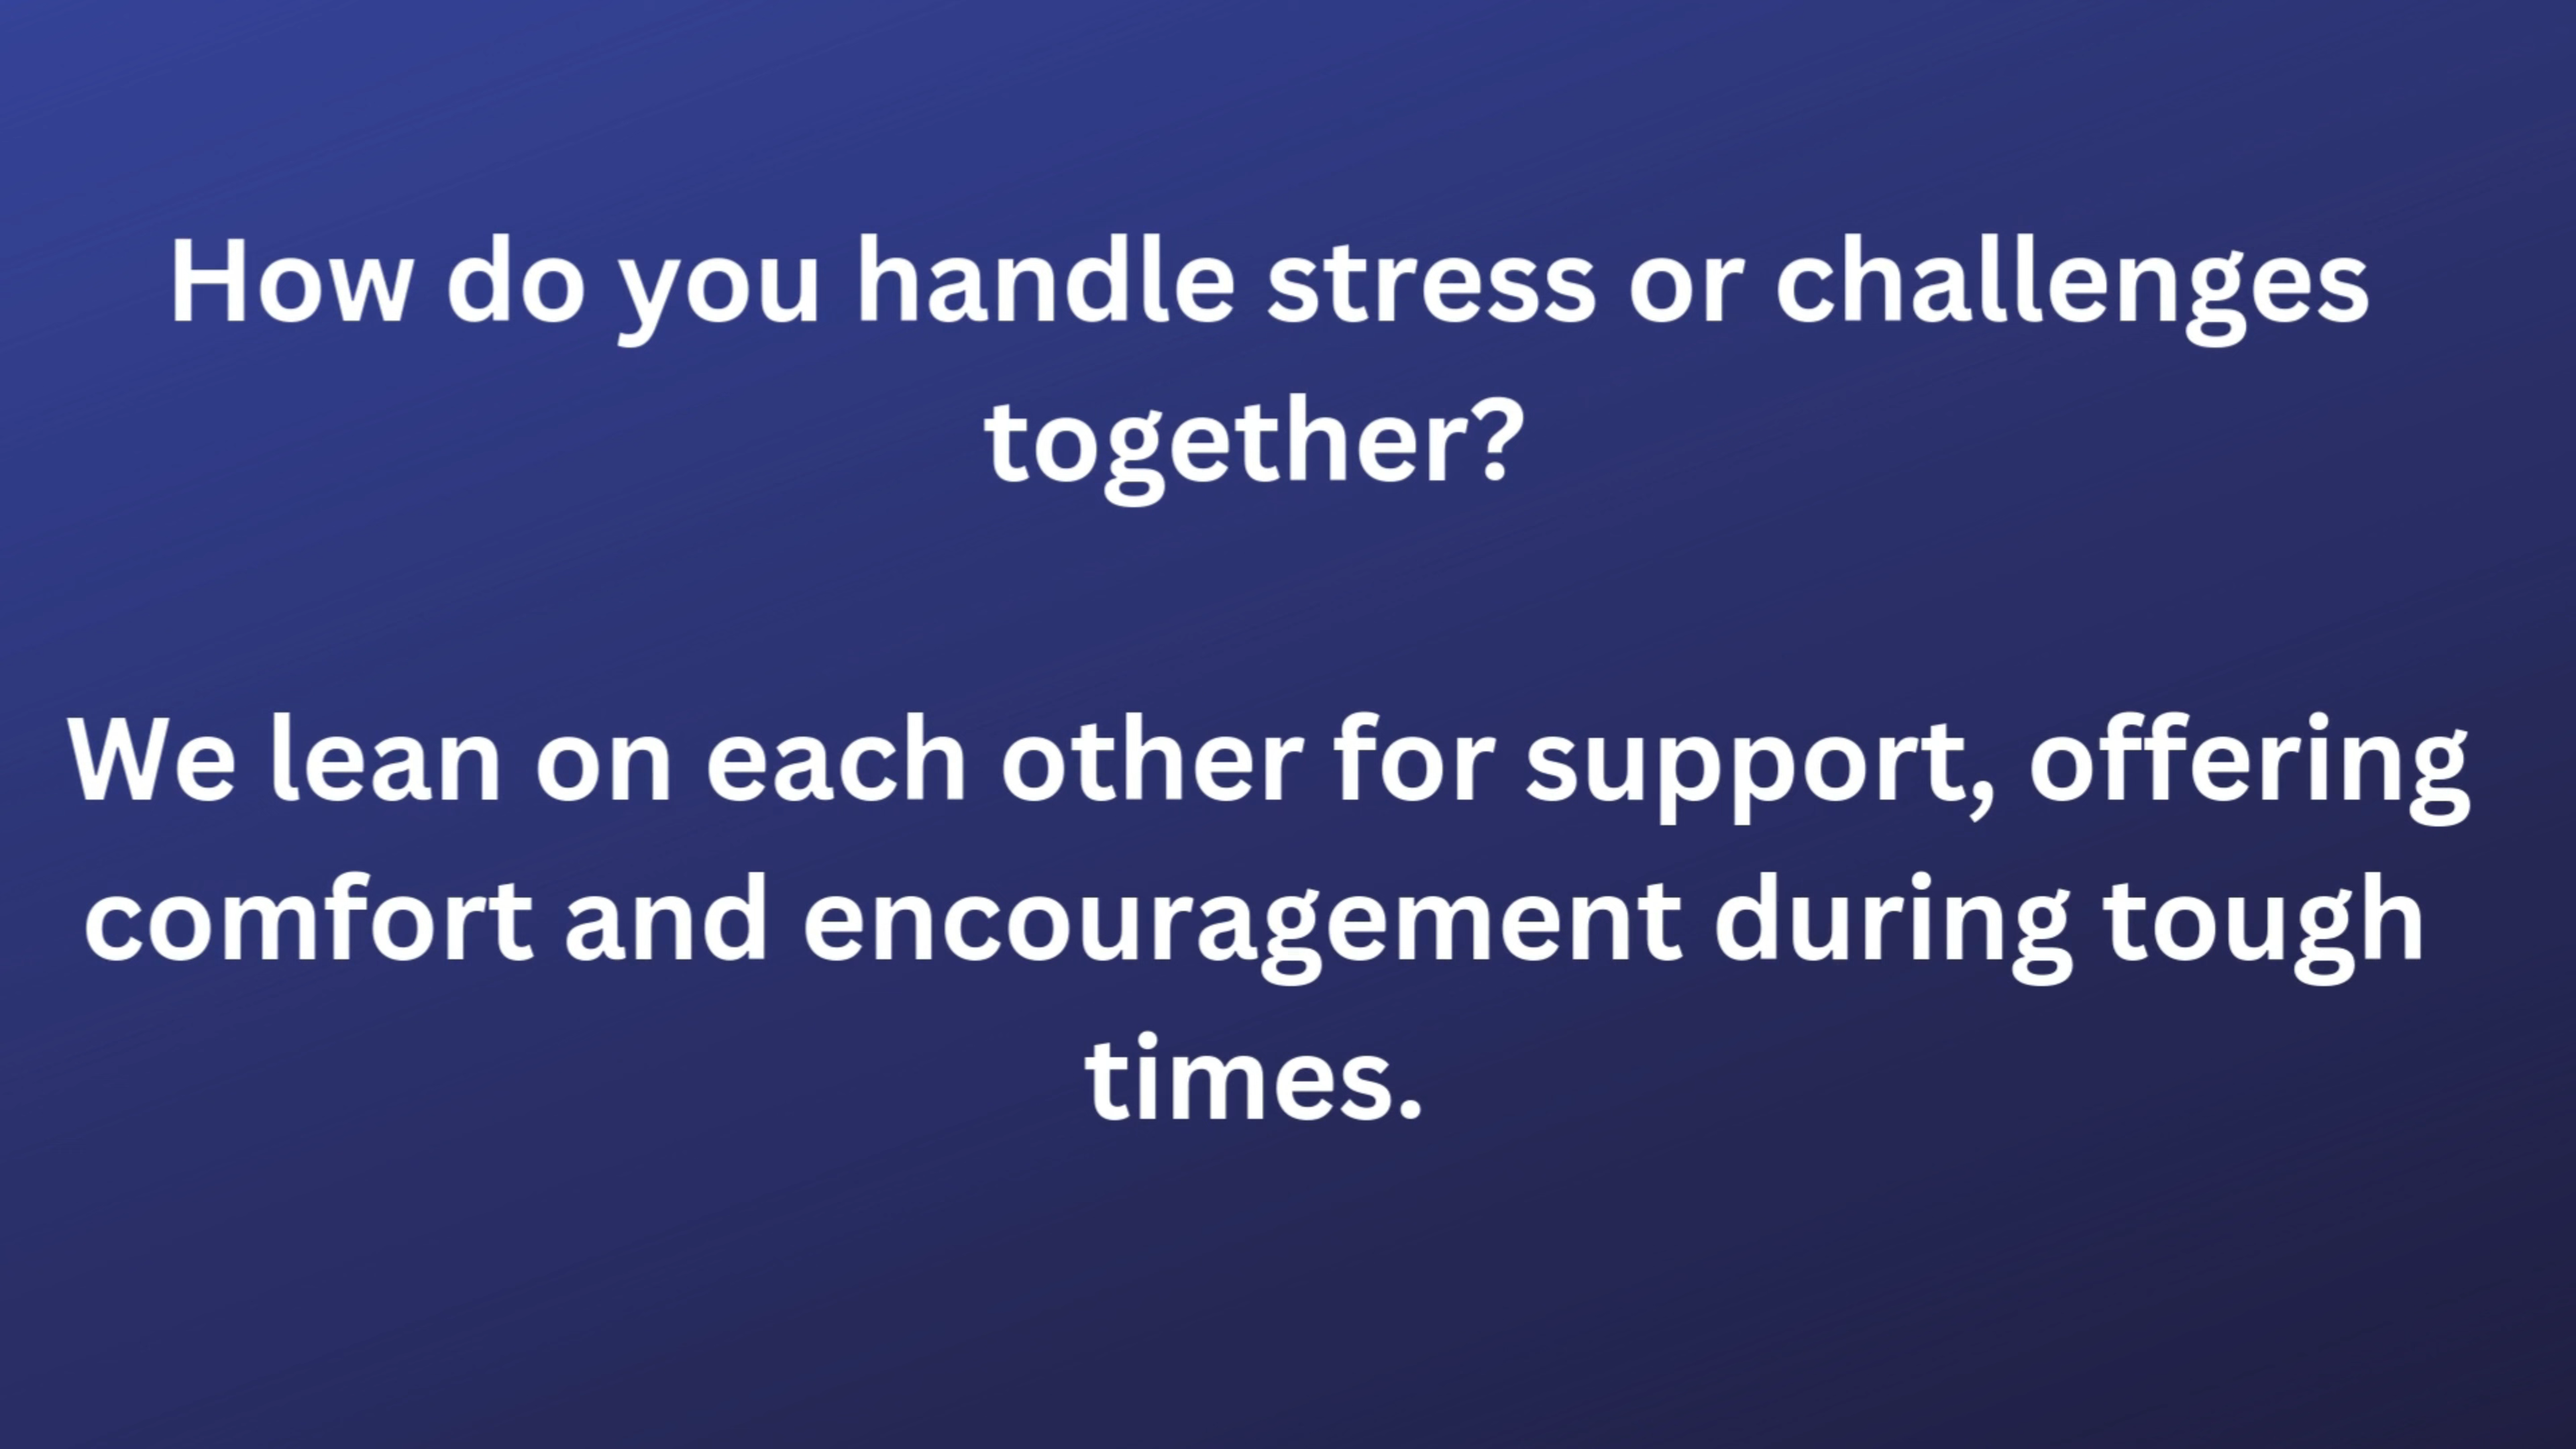 How do you handle stress or challenges
together?
We lean on each other for support, offering
comfort and encouragement during tough
times.